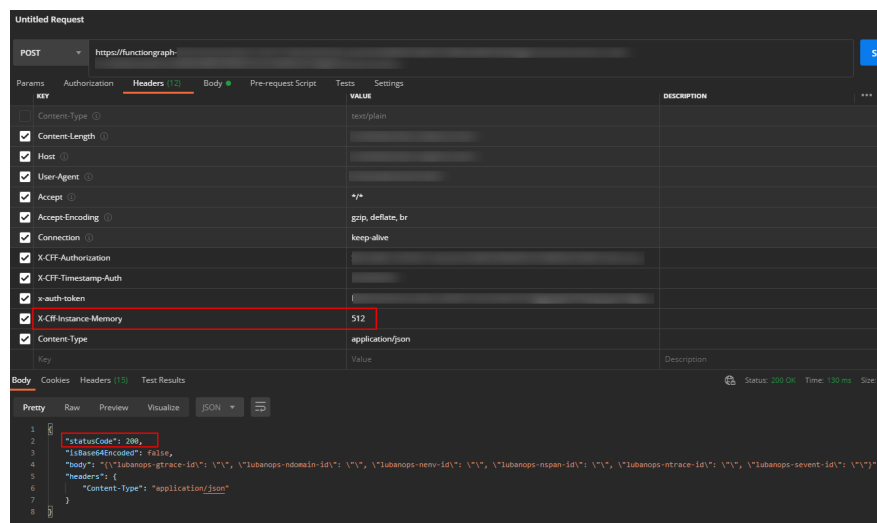 Untitled Request
POST https://functiongraph-
Params Authorization Headers (12) Body Pre-request Script Tests Settings
KEY VALUE DESCRIPTION
Content-Type text/plain
Content-Length
Host
User-Agent
Accept */*
Accept-Encoding gzip, deflate, br
Connection keep-alive
X-CFF-Authorization
X-CFF-Timestamp-Auth
x-auth-token
X-Cff-Instance-Memory 512
Content-Type application/json
Key Value Description
Body Cookies Headers (15) Test Results Status: 200 OK Time: 130 ms Size:
Pretty Raw Preview Visualize JSON
1 {
2 "statusCode": 200,
3 "isBase64Encoded": false,
4 "body": "{\"lubanops-gtrace-id\": \"\", \"lubanops-ndomain-id\": \"\", \"lubanops-nenv-id\": \"\", \"lubanops-nspan-id\": \"\", \"lubanops-ntrace-id\": \"\", \"lubanops-sevent-id\": \"\"}"
5 "headers": {
6 "Content-Type": "application/json"
7 }
8 }